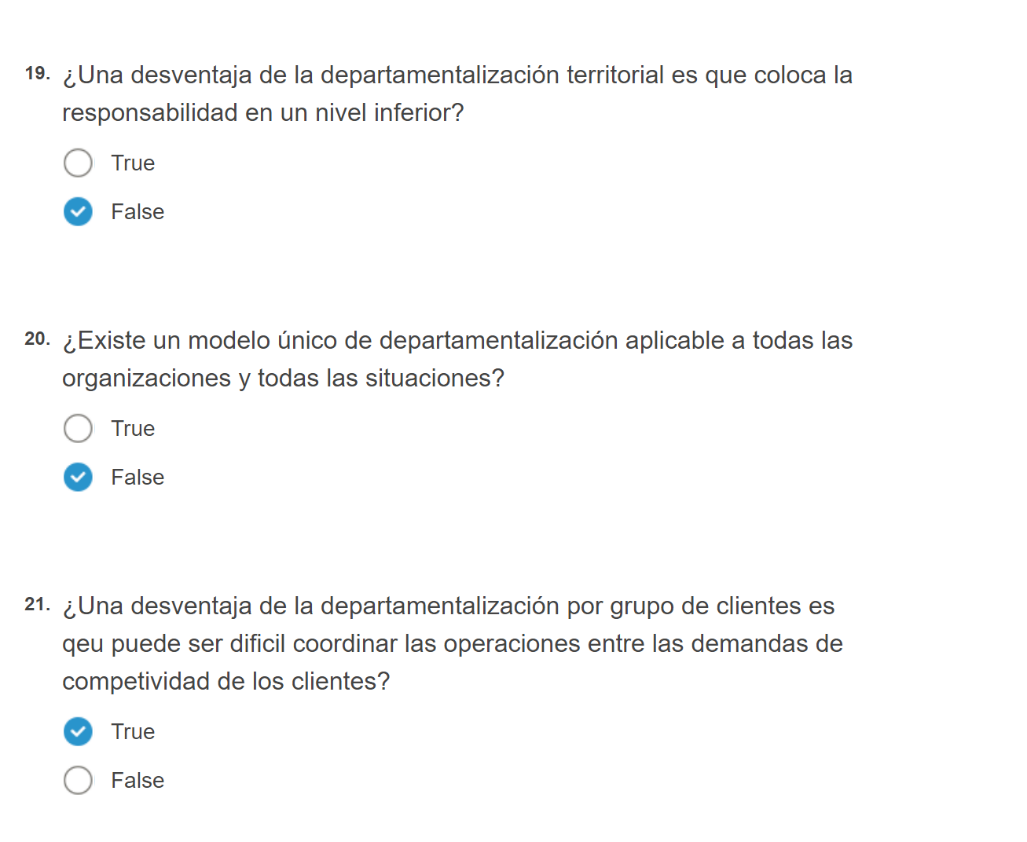 19. ¿Una desventaja de la departamentalización territorial es que coloca la
responsabilidad en un nivel inferior?
True
False
20. ¿Existe un modelo único de departamentalización aplicable a todas las
organizaciones y todas las situaciones?
True
False
21. ¿Una desventaja de la departamentalización por grupo de clientes es
qeu puede ser dificil coordinar las operaciones entre las demandas de
competividad de los clientes?
True
False